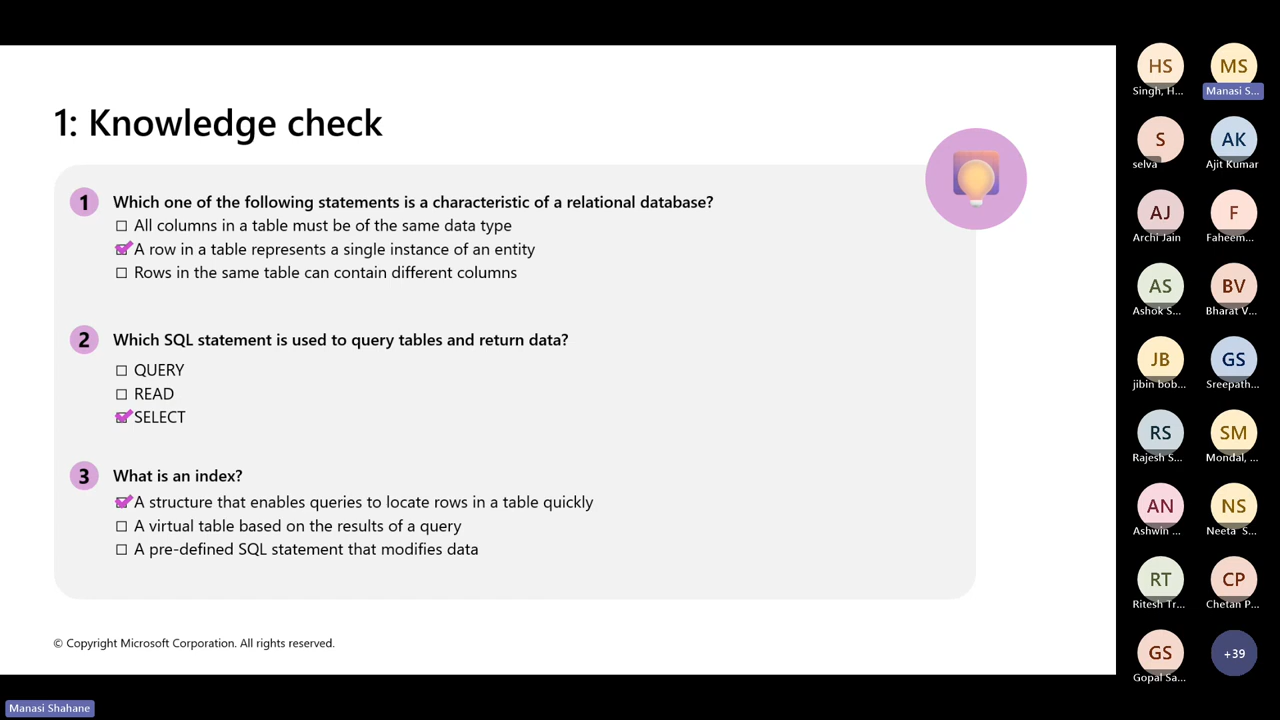 1: Knowledge check
1
Which one of the following statements is a characteristic of a relational database?
All columns in a table must be of the same data type
A row in a table represents a single instance of an entity
Rows in the same table can contain different columns
2
Which SQL statement is used to query tables and return data?
QUERY
READ
SELECT
3
What is an index?
A structure that enables queries to locate rows in a table quickly
A virtual table based on the results of a query
A pre-defined SQL statement that modifies data
© Copyright Microsoft Corporation. All rights reserved.
Manasi Shahane
HS
Singh, H...
MS
Manasi S...
S
selva
AK
Ajit Kumar
AJ
Archi Jain
F
Faheem...
AS
Ashok S...
BV
Bharat V...
JB
jibin bob...
GS
Sreepath...
RS
Rajesh S...
SM
Mondal, ...
AN
Ashwin ...
NS
Neeta S...
RT
Ritesh Tr...
CP
Chetan P...
GS
Gopal Sa...
+39